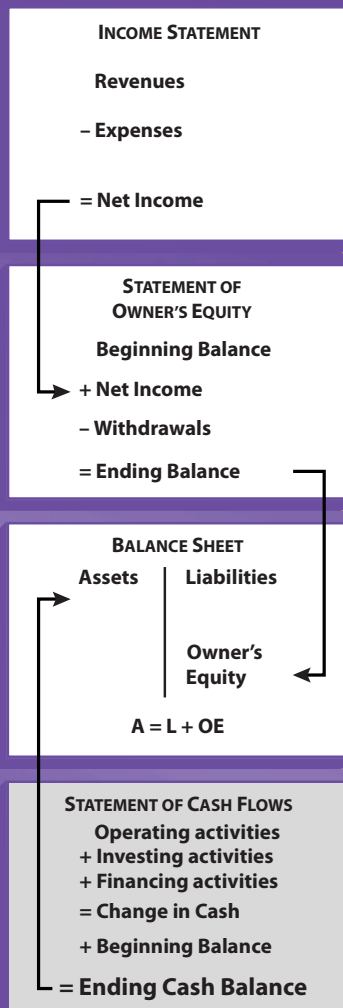 INCOME STATEMENT
Revenues
– Expenses
= Net Income
STATEMENT OF
OWNER'S EQUITY
Beginning Balance
+ Net Income
– Withdrawals
= Ending Balance
BALANCE SHEET
Assets Liabilities
Owner's
Equity
A = L + OE
STATEMENT OF CASH FLOWS
Operating activities
+ Investing activities
+ Financing activities
= Change in Cash
+ Beginning Balance
= Ending Cash Balance